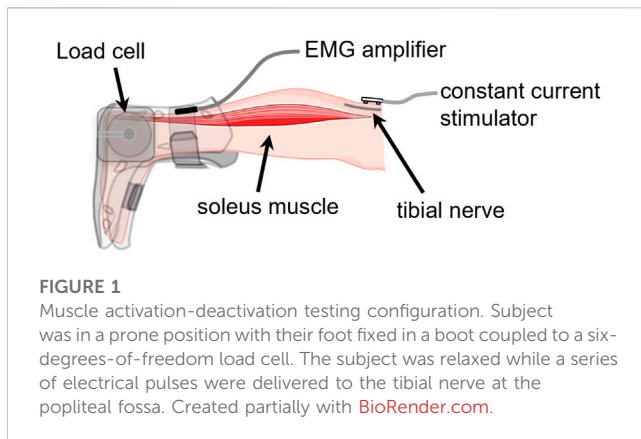 Load cell
EMG amplifier
constant current
stimulator
soleus muscle
tibial nerve
FIGURE 1
Muscle activation-deactivation testing configuration. Subject
was in a prone position with their foot fixed in a boot coupled to a six-
degrees-of-freedom load cell. The subject was relaxed while a series
of electrical pulses were delivered to the tibial nerve at the
popliteal fossa. Created partially with BioRender.com.